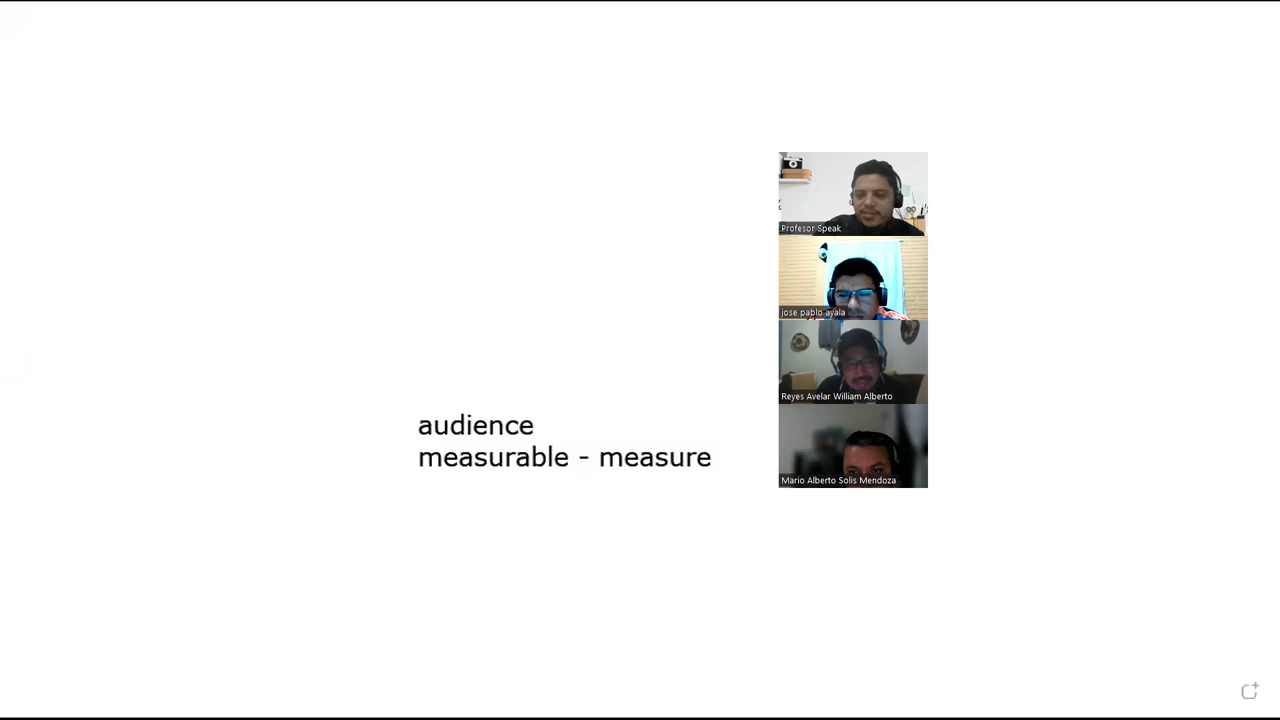 Profesor Speak
jose pablo ayala
Reyes Avelar William Alberto
audience
measurable - measure
Mario Alberto Solis Mendoza